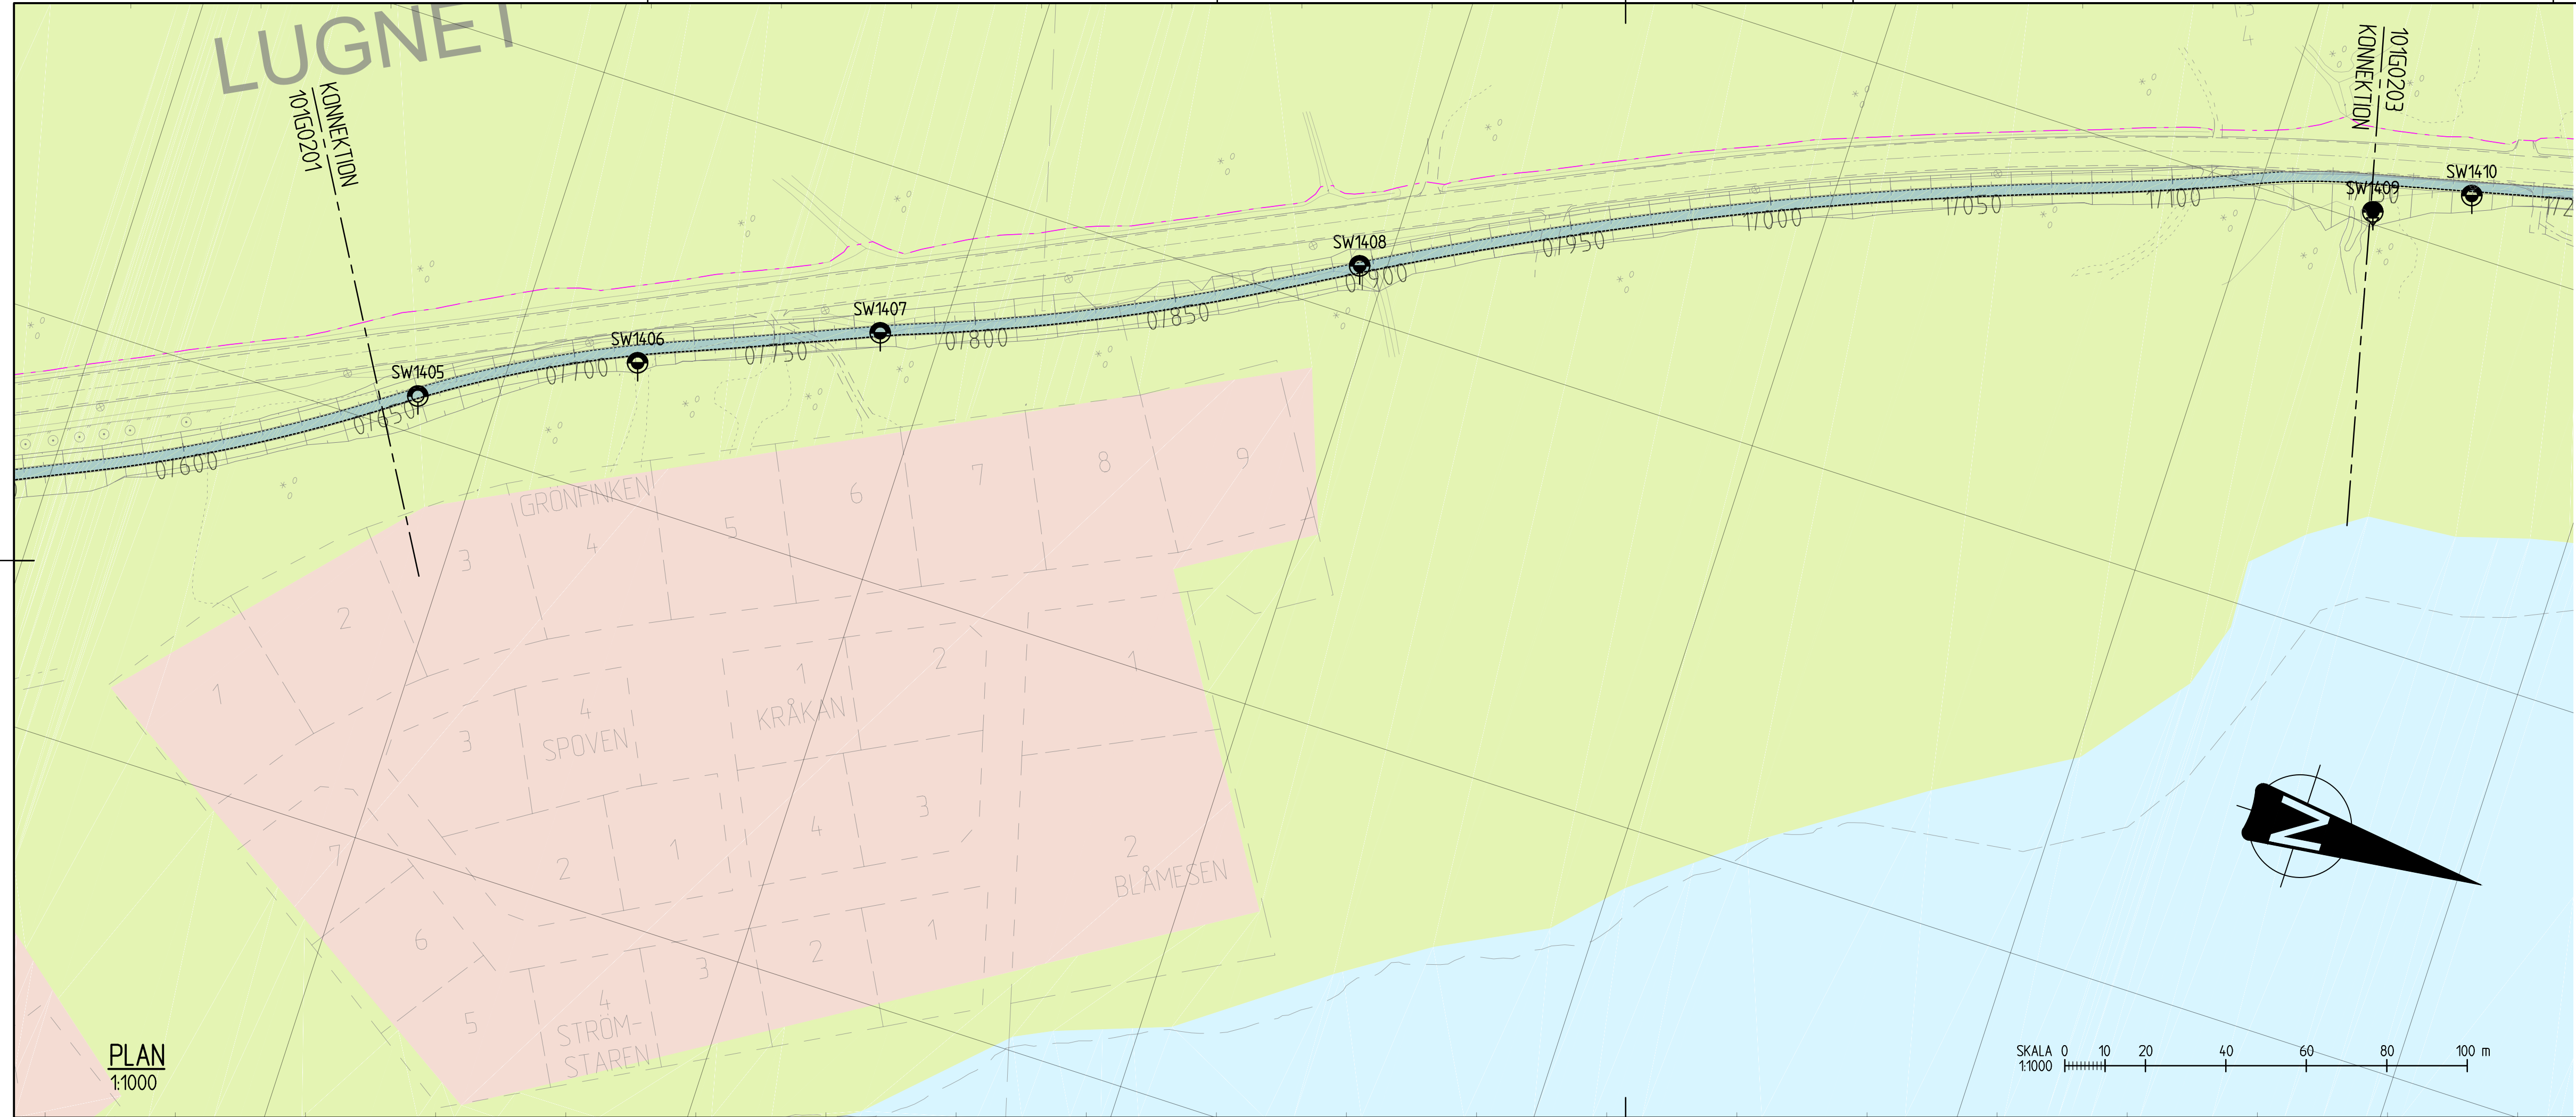 LUGNET
KONNEKTION
101G0201
101G0203
KONNEKTION
SW1405
SW1406
SW1407
SW1408
SW1409
SW1410
0/600
0/650
0/700
0/750
0/800
0/850
0/900
0/950
1/000
1/050
1/100
4
GRÖNFINKEN
1
2
3
4
5
6
7
8
9
3
4
SPOVEN
1
KRÅKAN
2
1
7
2
1
4
3
2
BLÅMESEN
6
5
4
STRÖM-
STAREN
3
2
1
N
PLAN
1:1000
SKALA
1:1000
0 10 20 40 60 80 100 m